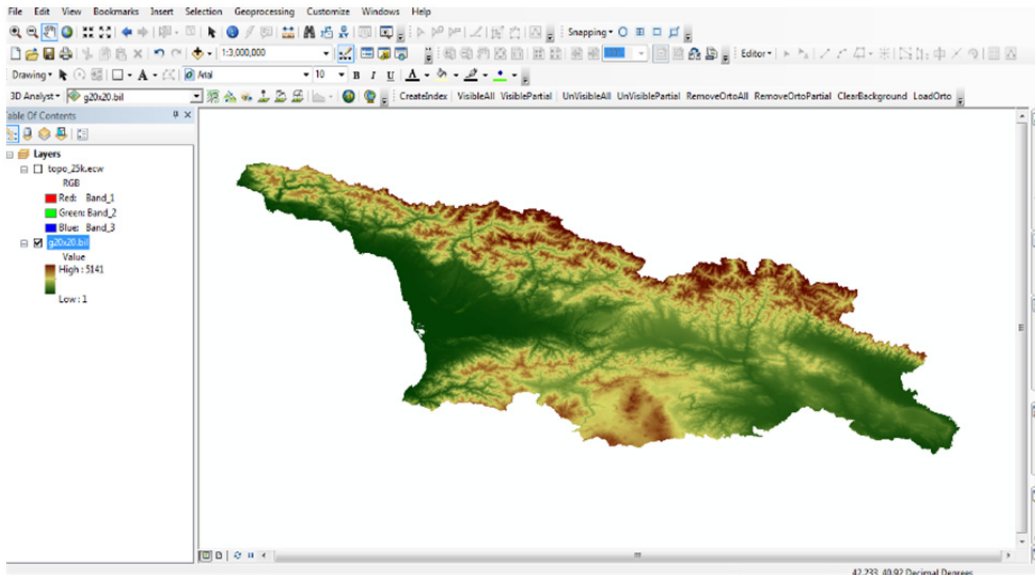 File Edit View Bookmarks Insert Selection Geoprocessing Customize Windows Help
Snapping
1:3,000,000 Editor
Drawing A Arial 10 B I U A
3D Analyst g20x20.bil CreateIndex VisibleAll VisiblePartial UnVisibleAll UnVisiblePartial RemoveOrtoAll RemoveOrtoPartial ClearBackground LoadOrto
able Of Contents
Layers
topo_25k.ecw
RGB
Red: Band_1
Green: Band_2
Blue: Band_3
g20x20.bil
Value
High : 5141
Low : 1
42.233 40.92 Decimal Degrees